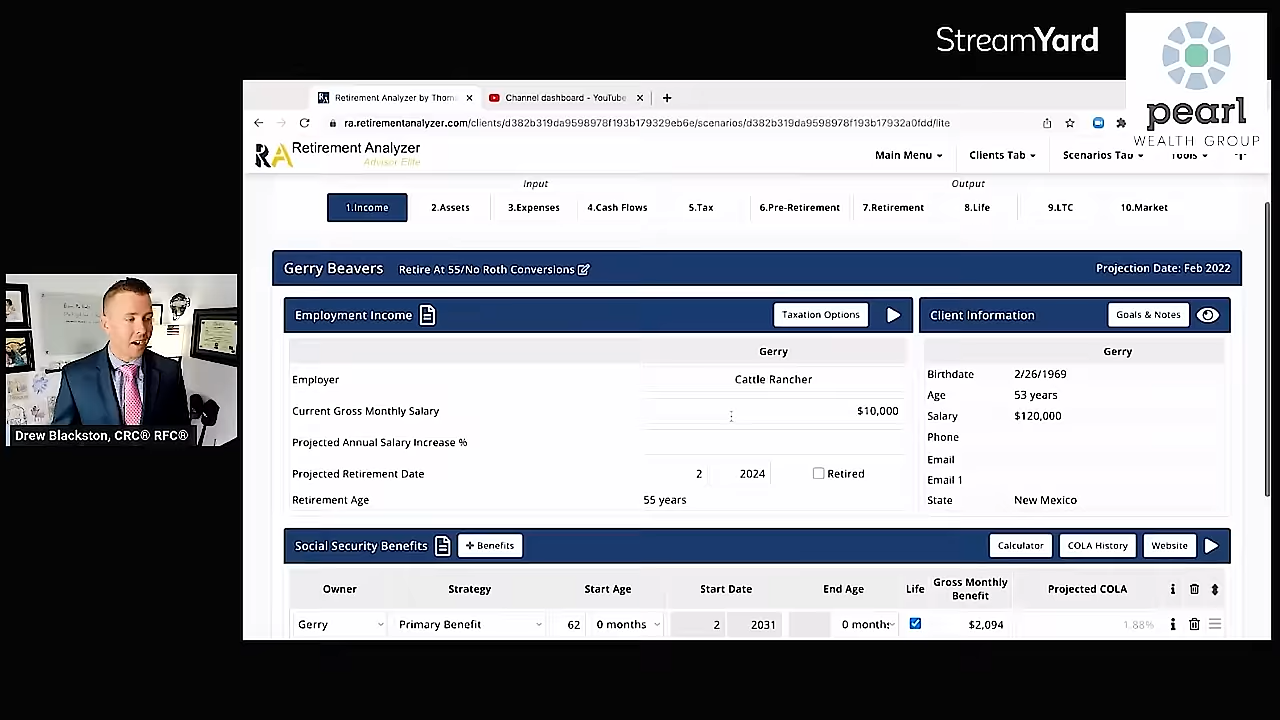 StreamYard
pearl
WEALTH GROUP
Retirement Analyzer by Thom
Channel dashboard - YouTube
ra.retirementanalyzer.com/clients/d382b319da9598978f193b179329eb6e/scenarios/d382b319da9598978f193b17932a0fdd/lite
RA Retirement Analyzer
Advisor Elite
Main Menu Clients Tab Scenarios Tab Tools
Input Output
1.Income 2.Assets 3.Expenses 4.Cash Flows 5.Tax 6.Pre-Retirement 7.Retirement 8.Life 9.LTC 10.Market
Gerry Beavers Retire At 55/No Roth Conversions Projection Date: Feb 2022
Employment Income Taxation Options Client Information Goals & Notes
Gerry Gerry
Employer Cattle Rancher Birthdate 2/26/1969
Age 53 years
Current Gross Monthly Salary $10,000 Salary $120,000
Phone
Projected Annual Salary Increase %
Email
Projected Retirement Date 2 2024 Retired Email 1
Retirement Age 55 years State New Mexico
Social Security Benefits + Benefits Calculator COLA History Website
Owner Strategy Start Age Start Date End Age Life Gross Monthly Benefit Projected COLA
Gerry Primary Benefit 62 0 months 2 2031 0 months $2,094 1.88%
Drew Blackston, CRC® RFC®